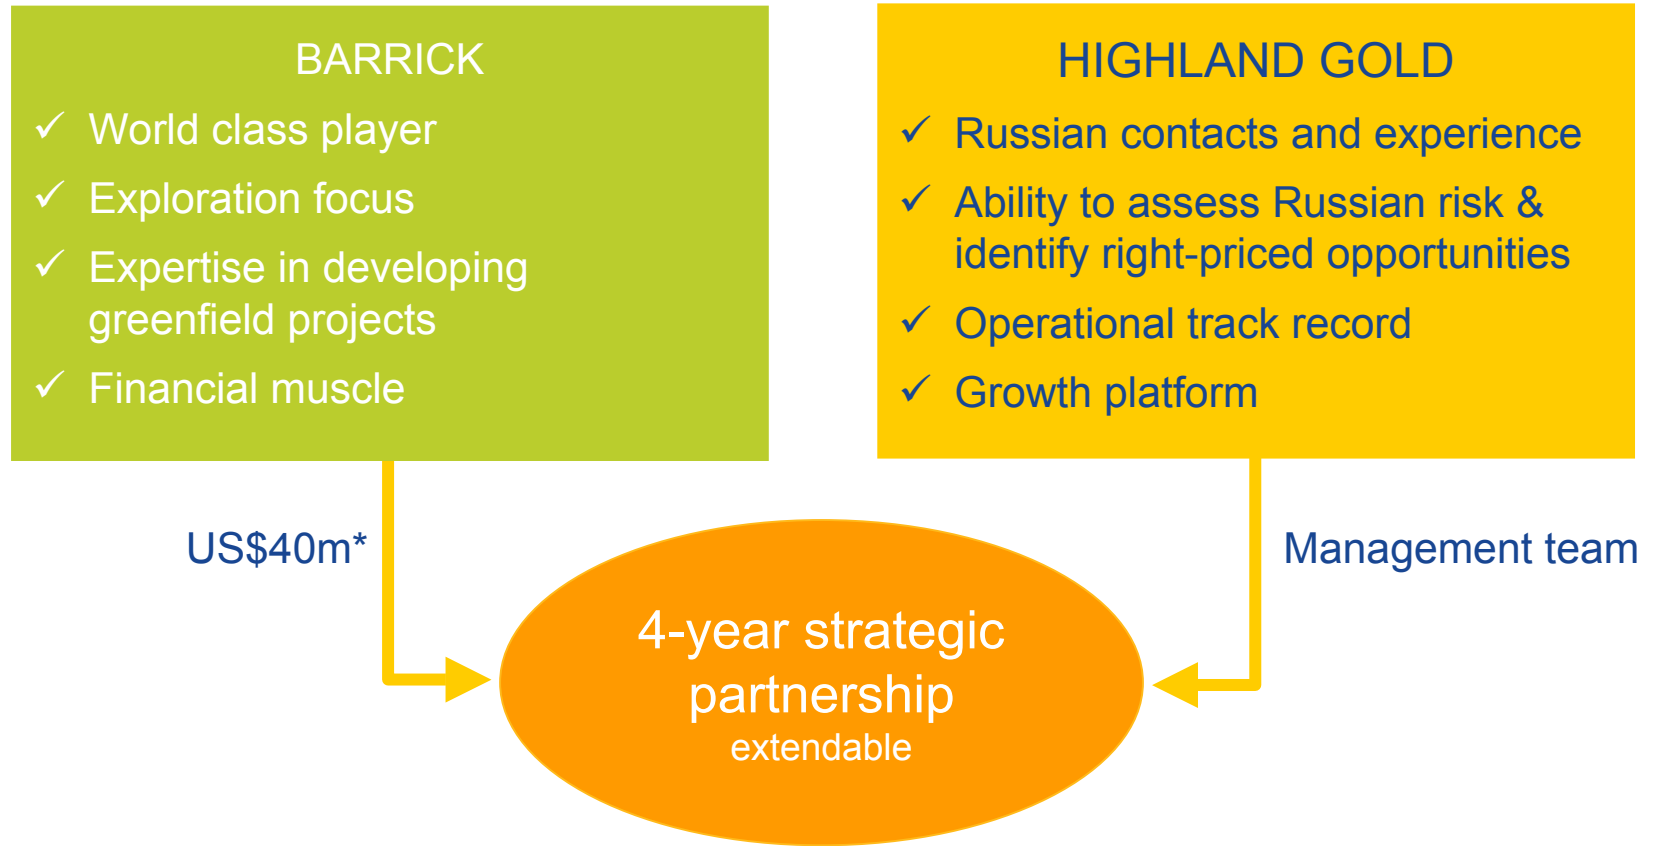 BARRICK
✓ World class player
✓ Exploration focus
✓ Expertise in developing
greenfield projects
✓ Financial muscle
HIGHLAND GOLD
✓ Russian contacts and experience
✓ Ability to assess Russian risk &
identify right-priced opportunities
✓ Operational track record
✓ Growth platform
US$40m*
Management team
4-year strategic
partnership
extendable